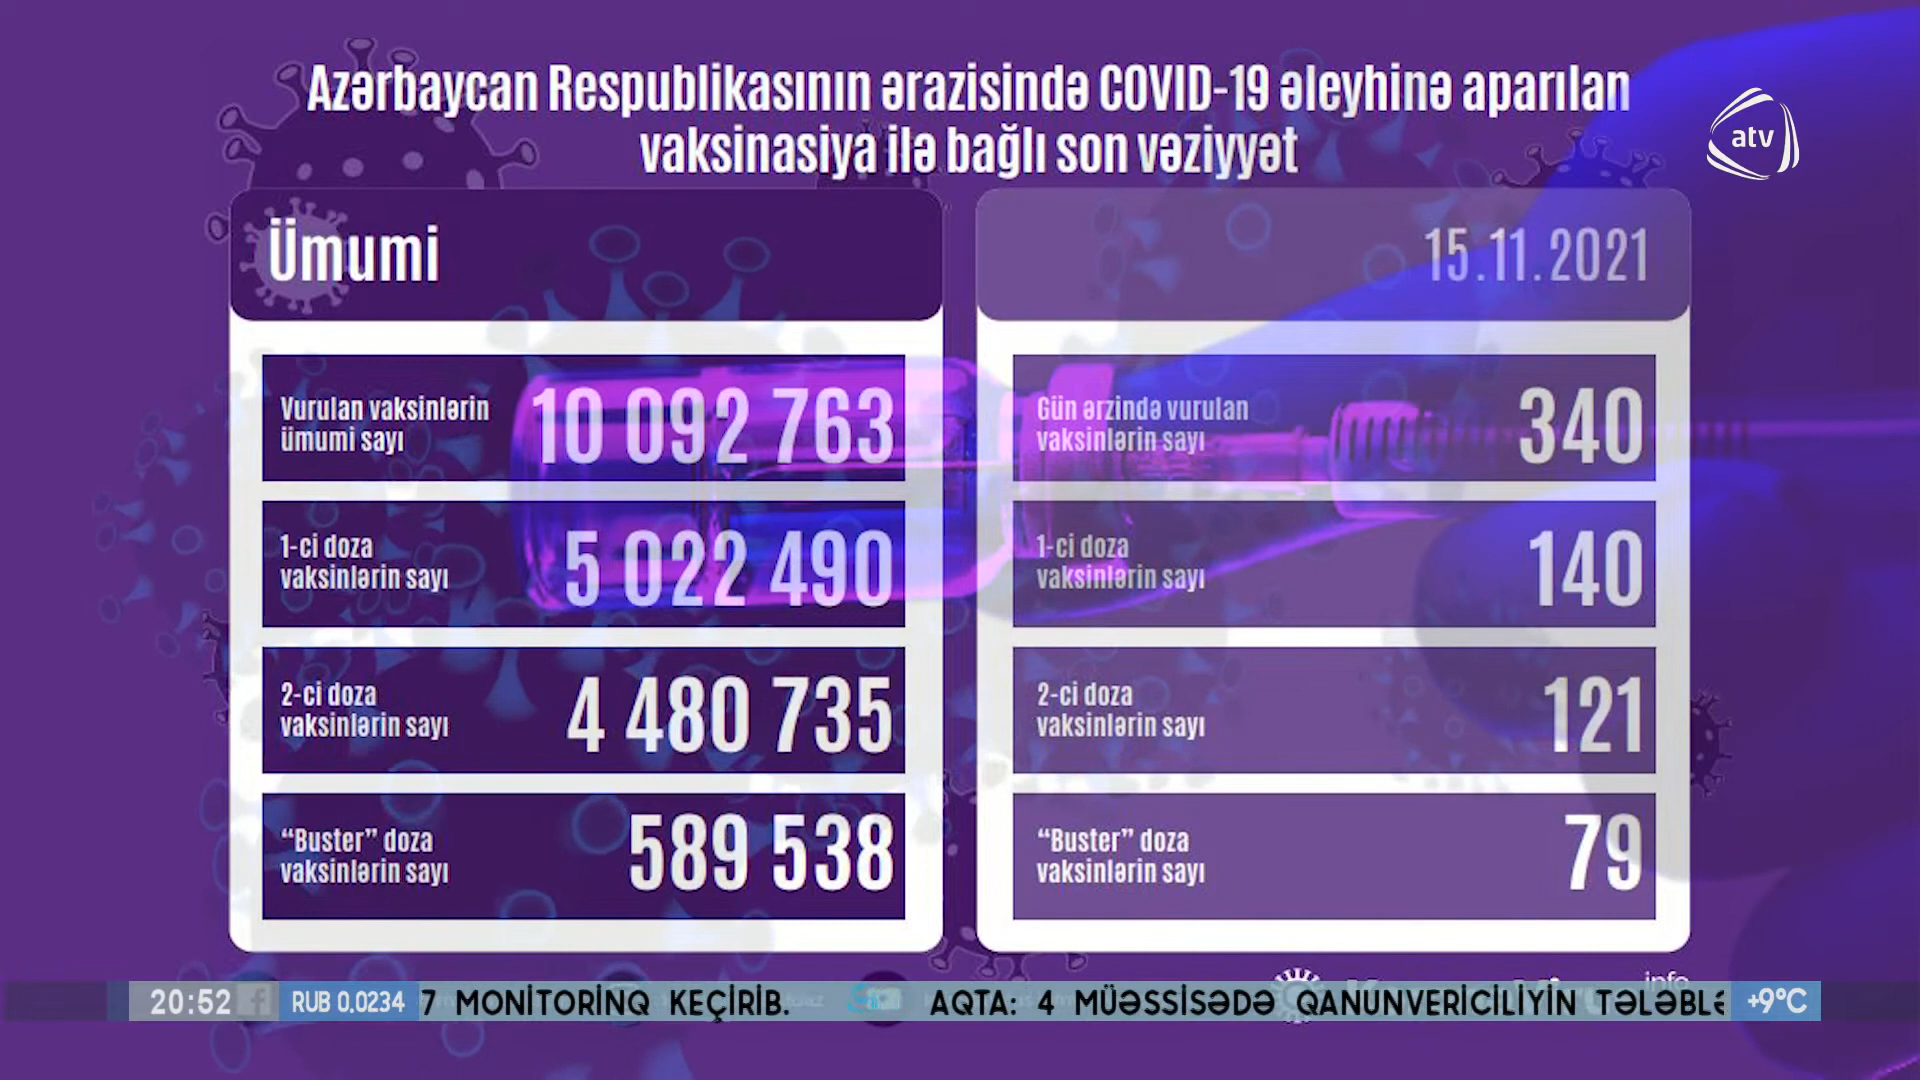 Azərbaycan Respublikasının ərazisində COVID-19 əleyhinə aparılan
vaksinasiya ilə bağlı son vəziyyət
atv
Ümumi
Vurulan vaksinlərin
ümumi sayı
10 092 763
1-ci doza
vaksinlərin sayı
5 022 490
2-ci doza
vaksinlərin sayı
4 480 735
“Buster” doza
vaksinlərin sayı
589 538
15.11.2021
Gün ərzində vurulan
vaksinlərin sayı
340
1-ci doza
vaksinlərin sayı
140
2-ci doza
vaksinlərin sayı
121
“Buster” doza
vaksinlərin sayı
79
info
20:52 RUB 0.0234 7 MONİTORİNQ KEÇİRİB. AQTA: 4 MÜƏSSİSƏDƏ QANUNVERİCİLİYİN TƏLƏBLƏ +9°C